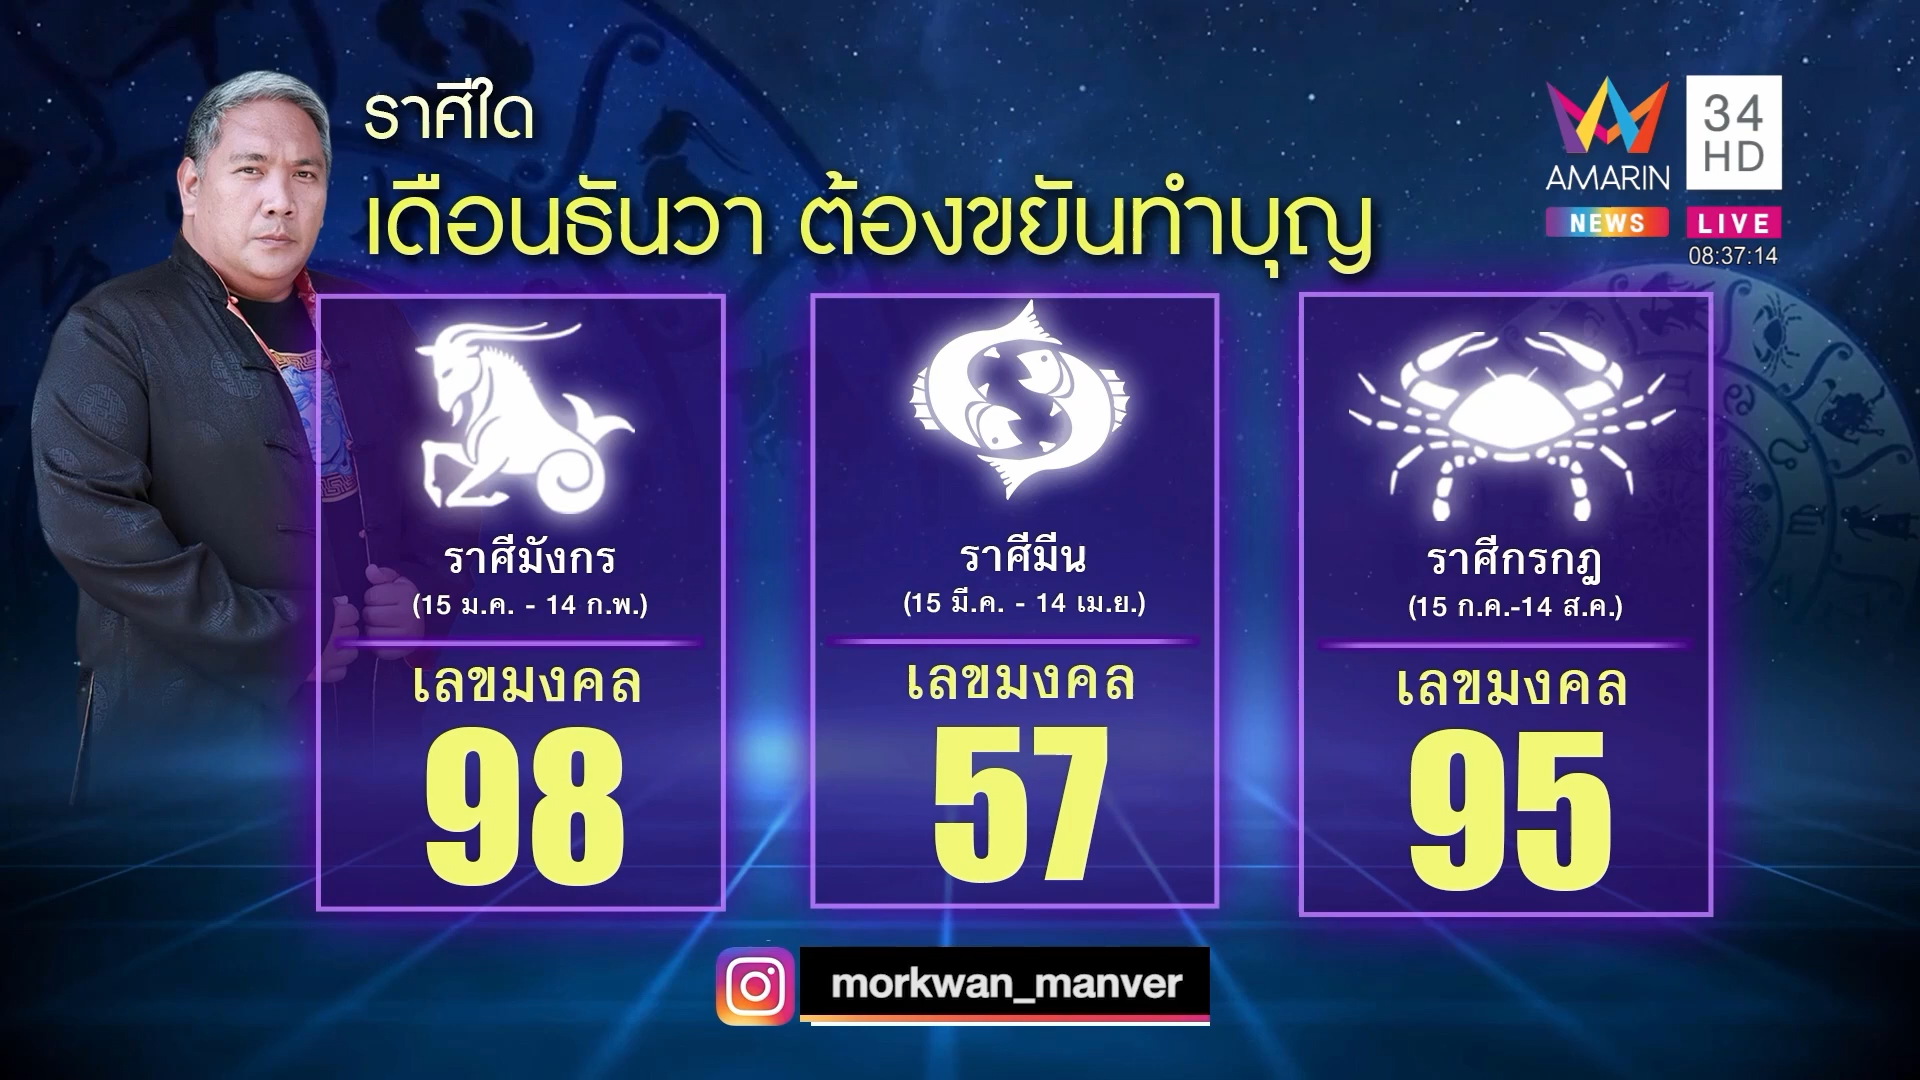 ราศีใด
เดือนธันวา ต้องขยันทำบุญ
AMARIN
NEWS
34
HD
LIVE
08:37:14
ราศีมังกร
(15 ม.ค. - 14 ก.พ.)
เลขมงคล
98
ราศีมีน
(15 มี.ค. - 14 เม.ย.)
เลขมงคล
57
ราศีกรกฎ
(15 ก.ค.-14 ส.ค.)
เลขมงคล
95
morkwan_manver